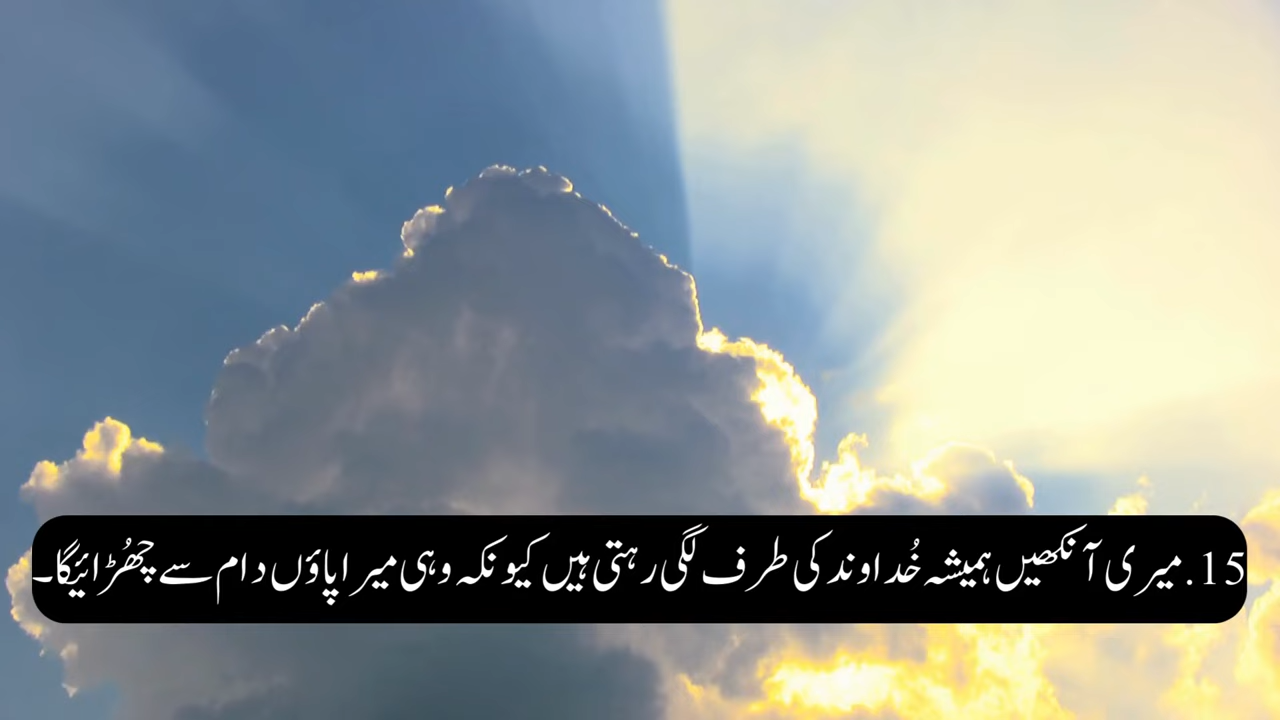 15.میری آنکھیں ہمیشہ خُداوند کی طرف لگی رہتی ہیں کیونکہ وہی میرا پاؤں دام سے چھُڑائیگا۔